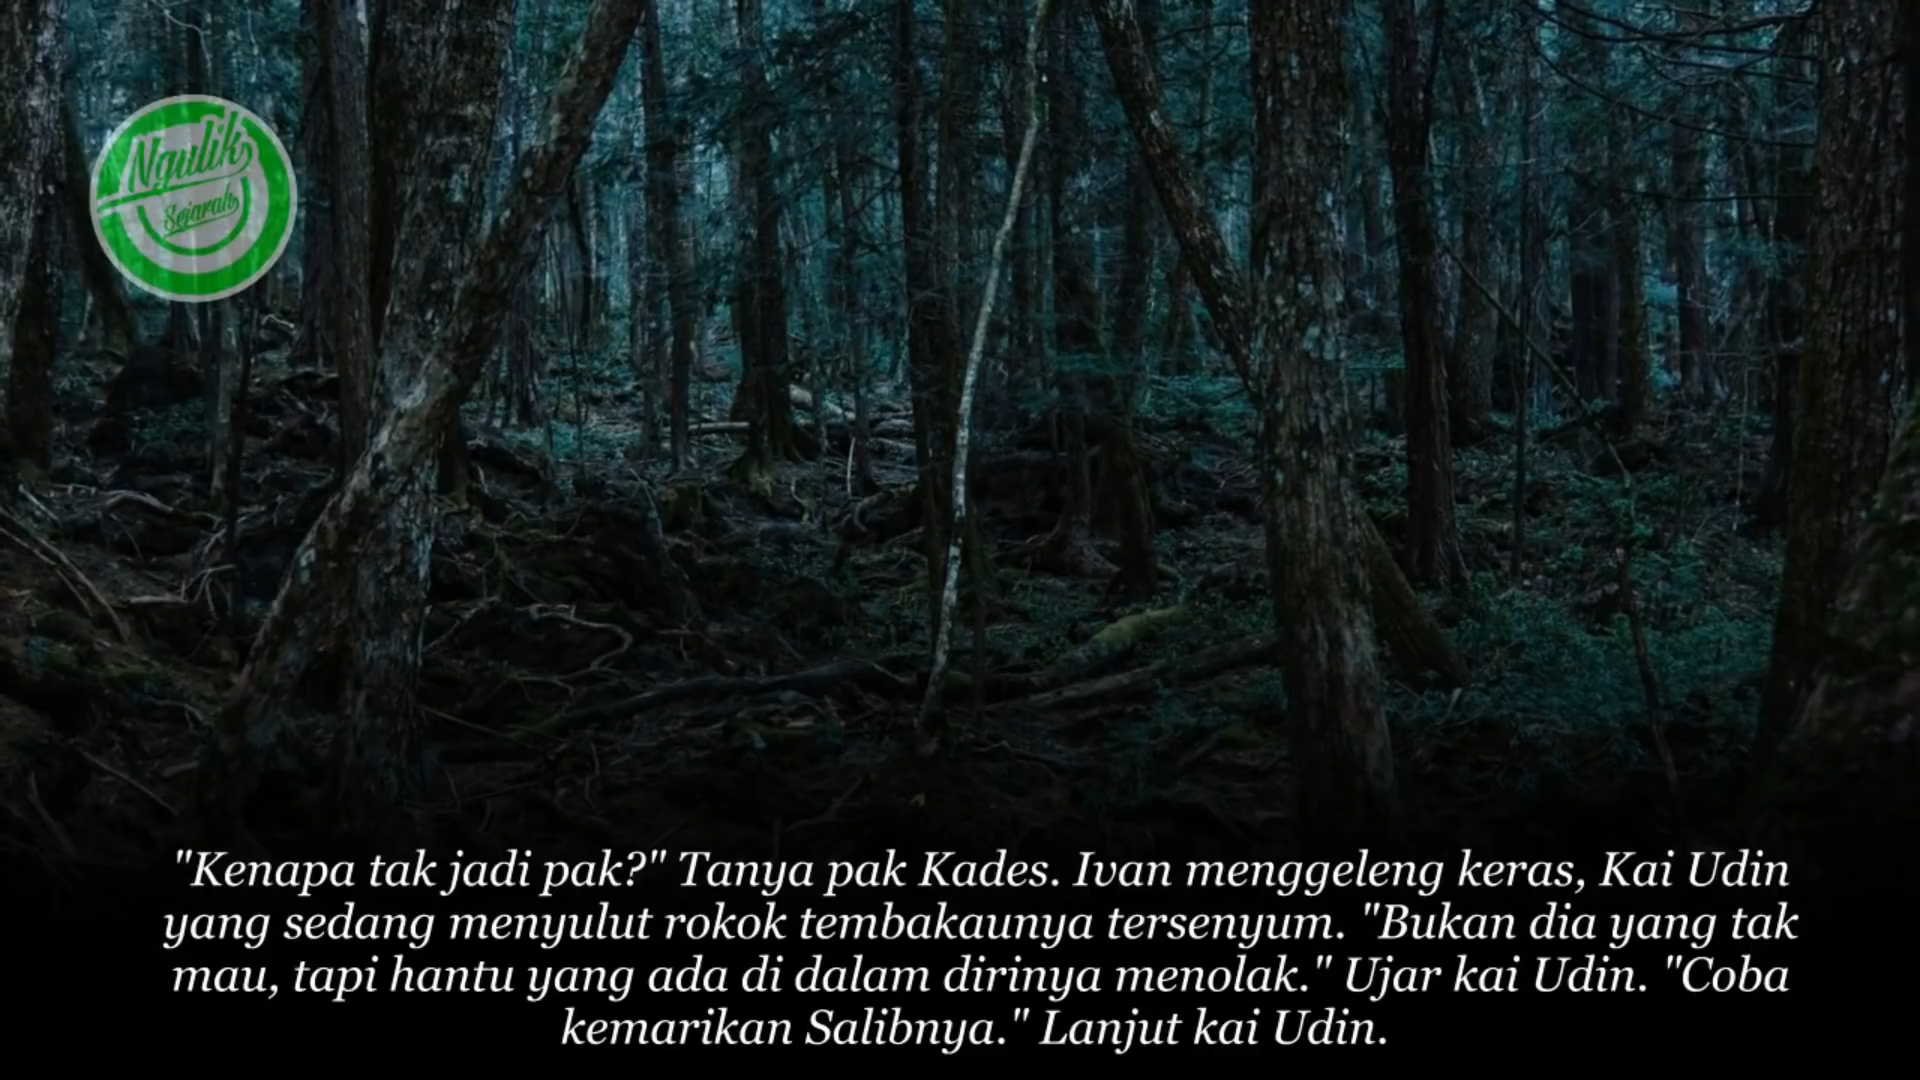 Ngulik
Sejarah
"Kenapa tak jadi pak?" Tanya pak Kades. Ivan menggeleng keras, Kai Udin
yang sedang menyulut rokok tembakaunya tersenyum. "Bukan dia yang tak
mau, tapi hantu yang ada di dalam dirinya menolak." Ujar kai Udin. "Coba
kemarikan Salibnya." Lanjut kai Udin.